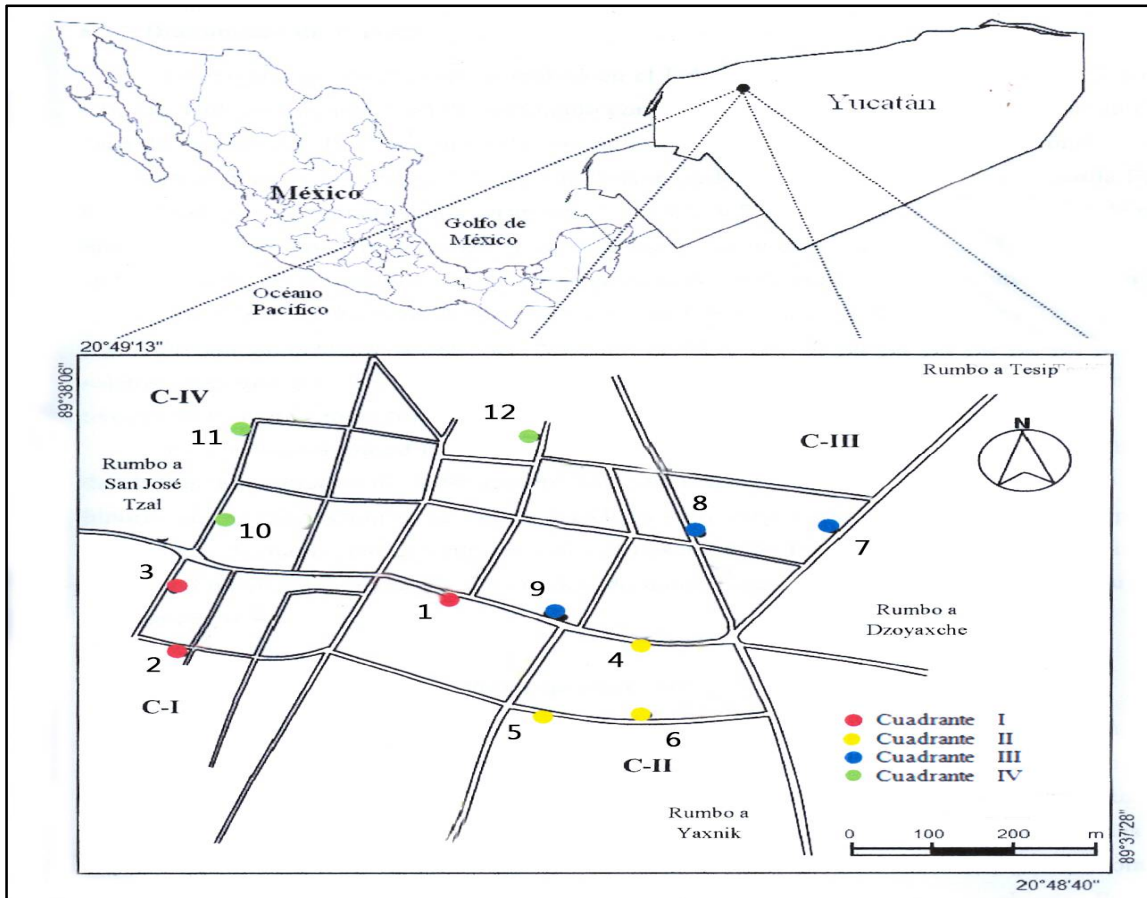 Yucatán
México
Golfo de
México
Océano
Pacífico
20°49'13"
89°38'06"
Rumbo a Tesip
C-IV
12
11
C-III
N
Rumbo a
San José
Tzal
8
10
7
3
9
1
Rumbo a
Dzoyaxche
4
2
C-I
5
6
C-II
Cuadrante I
Cuadrante II
Cuadrante III
Cuadrante IV
Rumbo a
Yaxnik
0 100 200 m
89°37'28"
20°48'40"